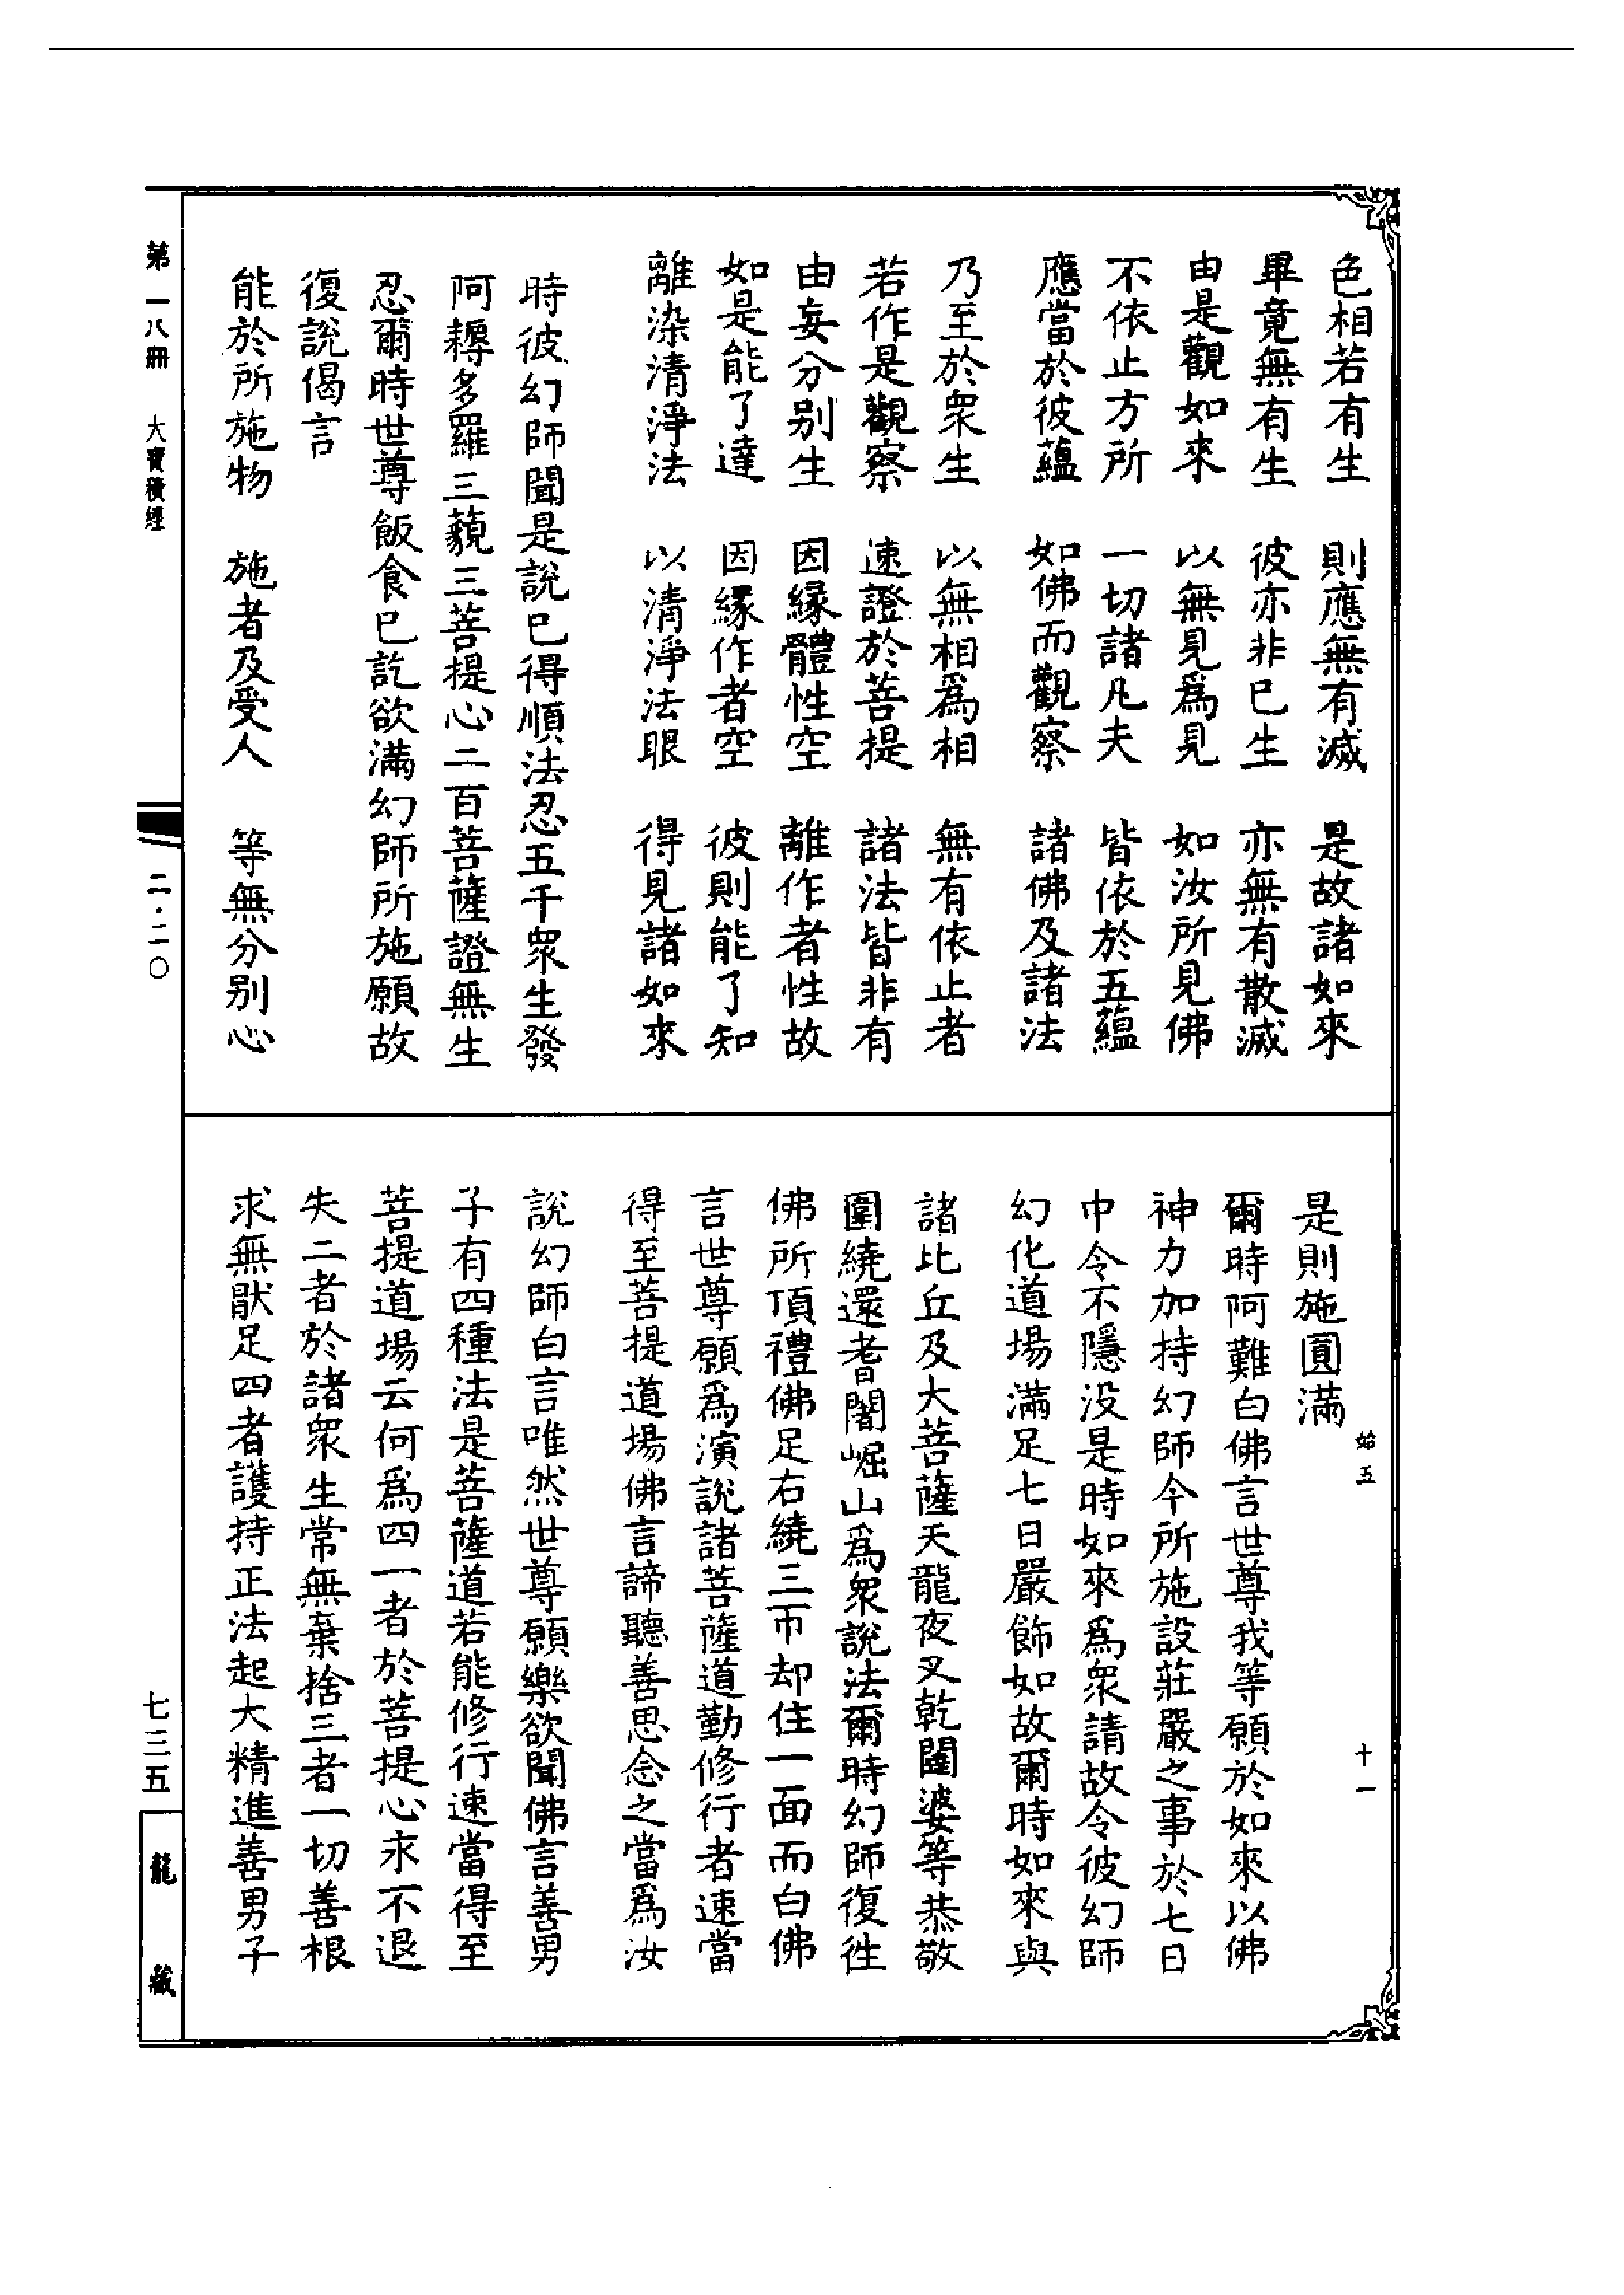 色相若有生　則應無有滅　是故諸如來
畢竟無有生　彼亦非已生　亦無有散滅
由是觀如來　以無見爲見　如汝所見佛
不依止方所　一切諸凡夫　皆依於五蘊
應當於彼蘊　如佛而觀察　諸佛及諸法
乃至於衆生　以無相爲相　無有依止者
若作是觀察　速證於菩提　諸法皆非有
由妄分别生　因緣體性空　離作者性故
如是能了達　因緣作者空　彼則能了知
離染清淨法　以清淨法眼　得見諸如來
時彼幻師聞是說已得順法忍五千衆生發
阿耨多羅三藐三菩提心二百菩薩證無生
忍爾時世尊飯食已訖欲滿幻師所施願故
復說偈言
能於所施物　施者及受人　等無分别心
是則施圓滿
爾時阿難白佛言世尊我等願於如來以佛
神力加持幻師今所施設莊嚴之事於七日
中令不隱没是時如來爲衆請故令彼幻師
幻化道場滿足七日嚴飾如故爾時如來與
諸比丘及大菩薩天龍夜叉乾闥婆等恭敬
圍繞還耆闍崛山爲衆說法爾時幻師復徃
佛所頂禮佛足右繞三帀却住一面而白佛
言世尊願爲演說諸菩薩道勤修行者速當
得至菩提道場佛言諦聽善思念之當爲汝
說幻師白言唯然世尊願樂欲聞佛言善男
子有四種法是菩薩道若能修行速當得至
菩提道場云何爲四一者於菩提心求不退
失二者於諸衆生常無棄捨三者一切善根
求無猒足四者護持正法起大精進善男子
始五　十一
第一八冊　大寶積經　二·二〇　七三五　龍藏